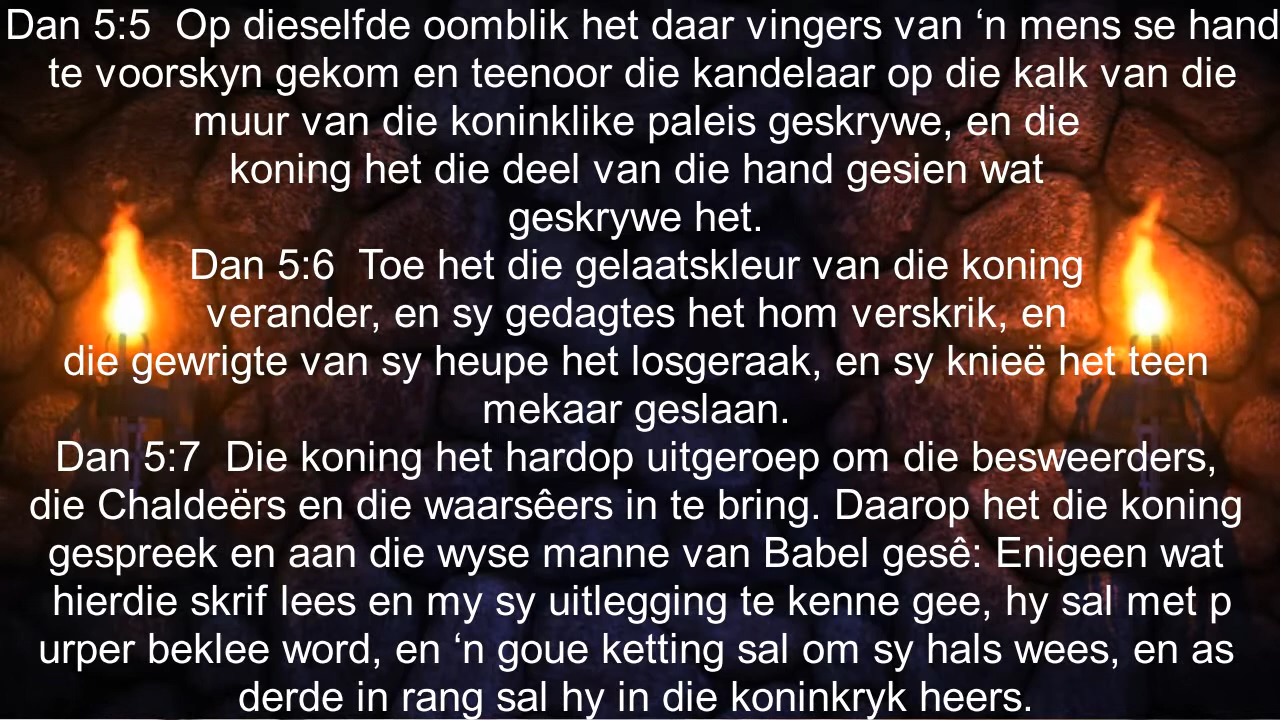 Dan 5:5  Op dieselfde oomblik het daar vingers van ‘n mens se hand
te voorskyn gekom en teenoor die kandelaar op die kalk van die
muur van die koninklike paleis geskrywe, en die
koning het die deel van die hand gesien wat
geskrywe het.
Dan 5:6  Toe het die gelaatskleur van die koning
verander, en sy gedagtes het hom verskrik, en
die gewrigte van sy heupe het losgeraak, en sy knieë het teen
mekaar geslaan.
Dan 5:7  Die koning het hardop uitgeroep om die besweerders,
die Chaldeërs en die waarsêers in te bring. Daarop het die koning
gespreek en aan die wyse manne van Babel gesê: Enigeen wat
hierdie skrif lees en my sy uitlegging te kenne gee, hy sal met p
urper beklee word, en ‘n goue ketting sal om sy hals wees, en as
derde in rang sal hy in die koninkryk heers.